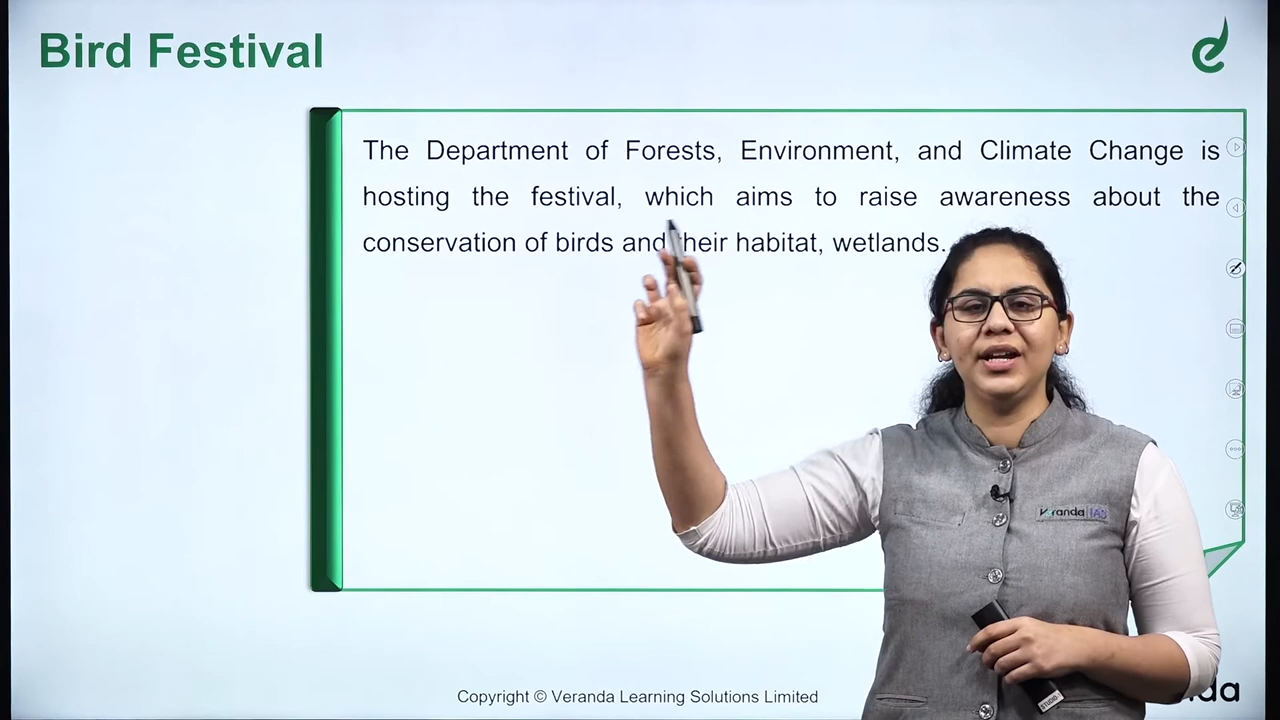 Bird Festival
The Department of Forests, Environment, and Climate Change is
hosting the festival, which aims to raise awareness about the
conservation of birds and their habitat, wetlands.
Veranda IAS
STUDIO
Copyright © Veranda Learning Solutions Limited